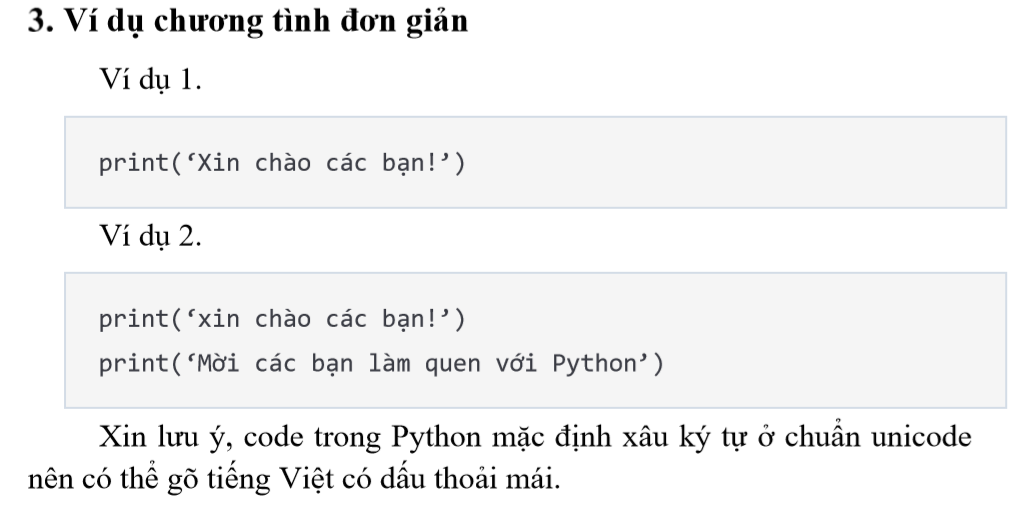 3. Ví dụ chương tình đơn giản
Ví dụ 1.
print(‘Xin chào các bạn!’)
Ví dụ 2.
print(‘xin chào các bạn!’)
print(‘Mời các bạn làm quen với Python’)
Xin lưu ý, code trong Python mặc định xâu ký tự ở chuẩn unicode
nên có thể gõ tiếng Việt có dấu thoải mái.